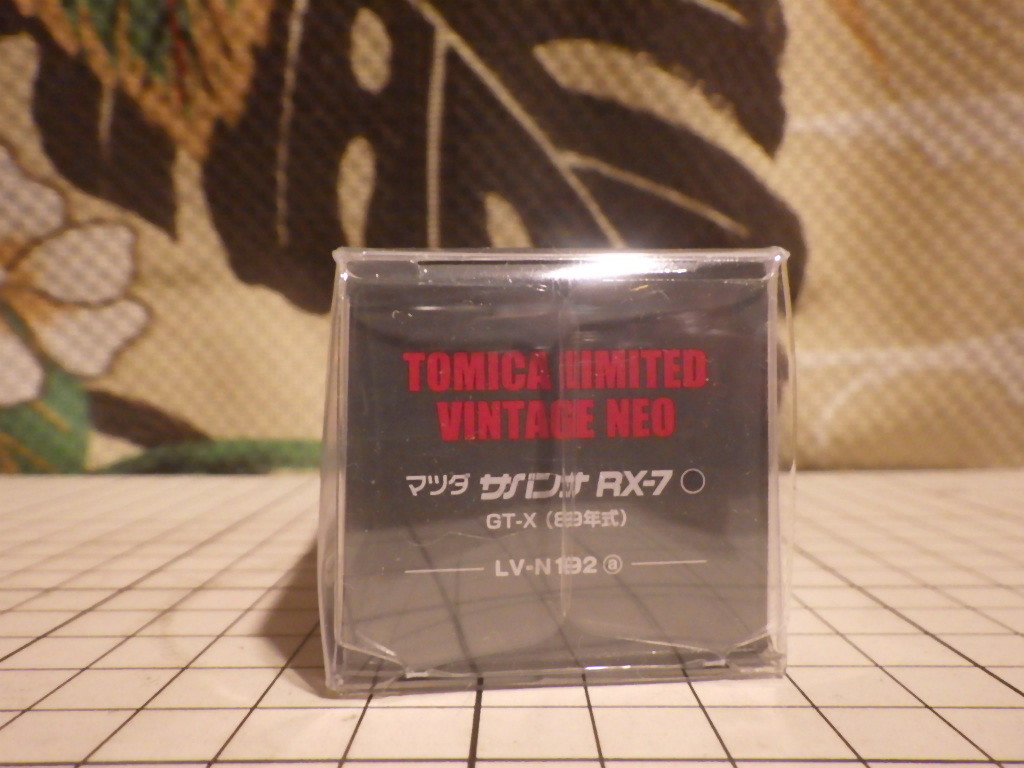 TOMICA LIMITED
VINTAGE NEO
マツダ サバンナ RX-7 ○
GT-X (89年式)
LV-N192 ⓐ